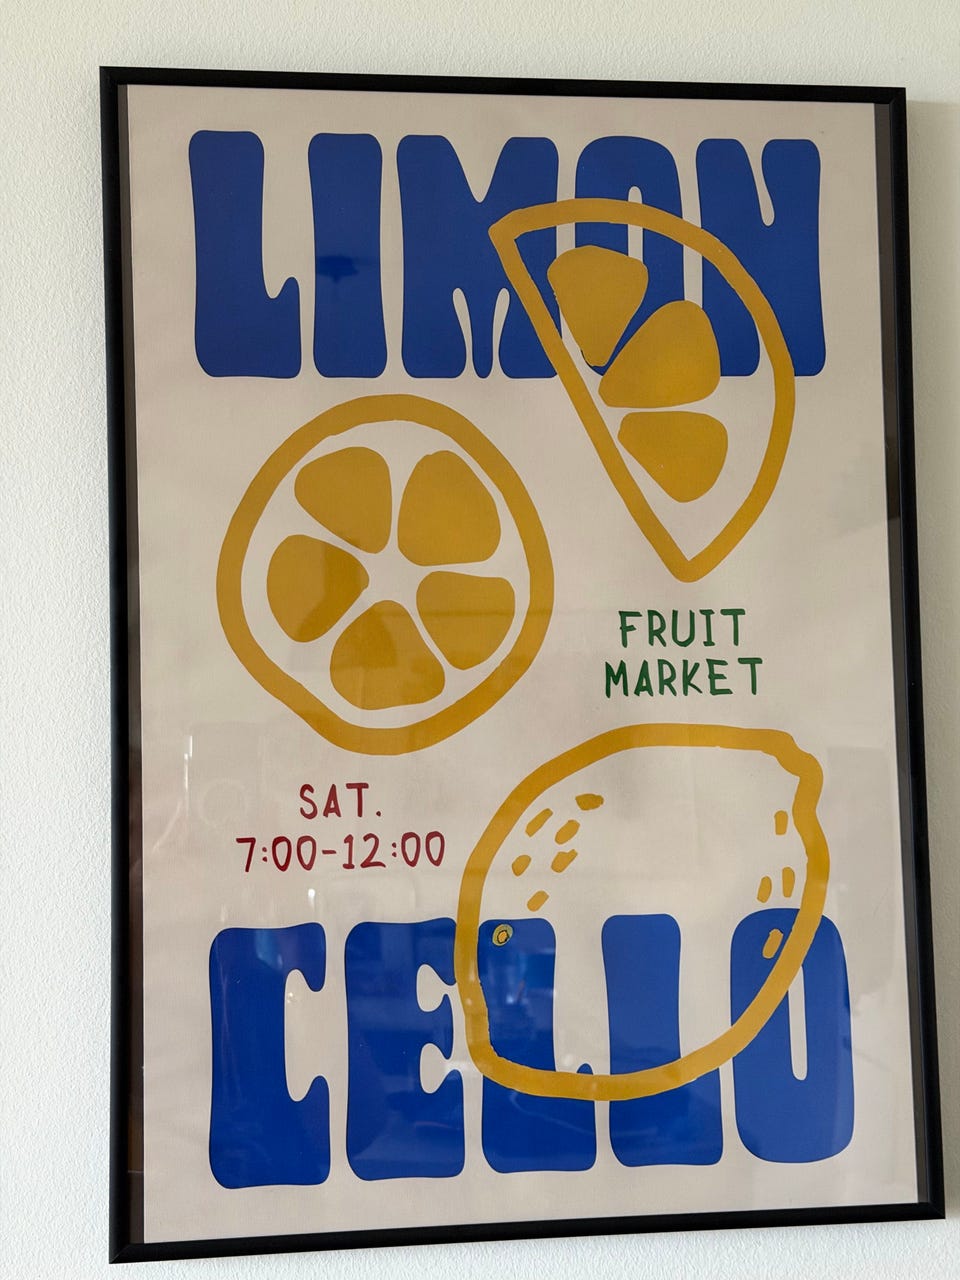 LIMON
FRUIT
MARKET
SAT.
7:00-12:00
CELLO